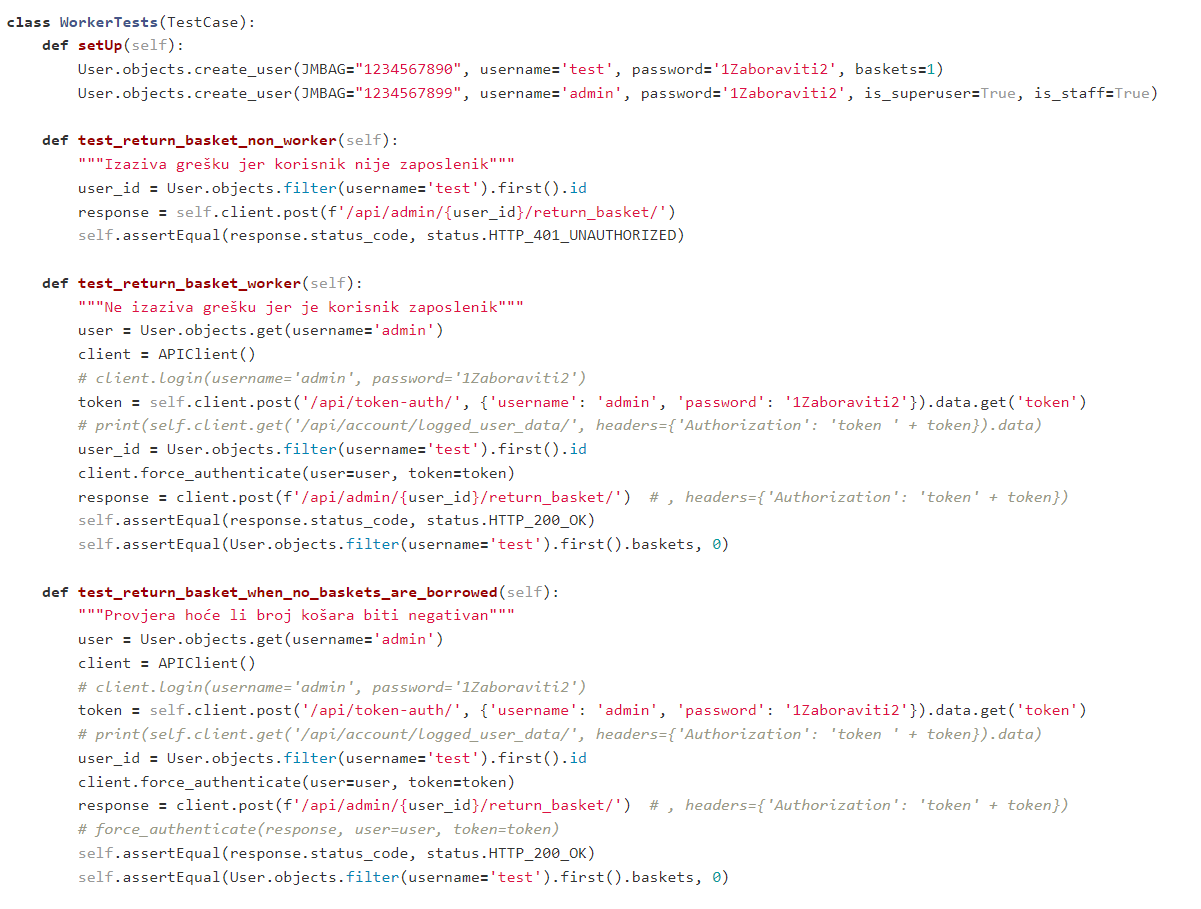 class WorkerTests(TestCase):
    def setUp(self):
        User.objects.create_user(JMBAG="1234567890", username='test', password='1Zaboraviti2', baskets=1)
        User.objects.create_user(JMBAG="1234567899", username='admin', password='1Zaboraviti2', is_superuser=True, is_staff=True)

    def test_return_basket_non_worker(self):
        """Izaziva grešku jer korisnik nije zaposlenik"""
        user_id = User.objects.filter(username='test').first().id
        response = self.client.post(f'/api/admin/{user_id}/return_basket/')
        self.assertEqual(response.status_code, status.HTTP_401_UNAUTHORIZED)

    def test_return_basket_worker(self):
        """Ne izaziva grešku jer je korisnik zaposlenik"""
        user = User.objects.get(username='admin')
        client = APIClient()
        # client.login(username='admin', password='1Zaboraviti2')
        token = self.client.post('/api/token-auth/', {'username': 'admin', 'password': '1Zaboraviti2'}).data.get('token')
        # print(self.client.get('/api/account/logged_user_data/', headers={'Authorization': 'token ' + token}).data)
        user_id = User.objects.filter(username='test').first().id
        client.force_authenticate(user=user, token=token)
        response = client.post(f'/api/admin/{user_id}/return_basket/')  # , headers={'Authorization': 'token' + token})
        self.assertEqual(response.status_code, status.HTTP_200_OK)
        self.assertEqual(User.objects.filter(username='test').first().baskets, 0)

    def test_return_basket_when_no_baskets_are_borrowed(self):
        """Provjera hoće li broj košara biti negativan"""
        user = User.objects.get(username='admin')
        client = APIClient()
        # client.login(username='admin', password='1Zaboraviti2')
        token = self.client.post('/api/token-auth/', {'username': 'admin', 'password': '1Zaboraviti2'}).data.get('token')
        # print(self.client.get('/api/account/logged_user_data/', headers={'Authorization': 'token ' + token}).data)
        user_id = User.objects.filter(username='test').first().id
        client.force_authenticate(user=user, token=token)
        response = client.post(f'/api/admin/{user_id}/return_basket/')  # , headers={'Authorization': 'token' + token})
        # force_authenticate(response, user=user, token=token)
        self.assertEqual(response.status_code, status.HTTP_200_OK)
        self.assertEqual(User.objects.filter(username='test').first().baskets, 0)